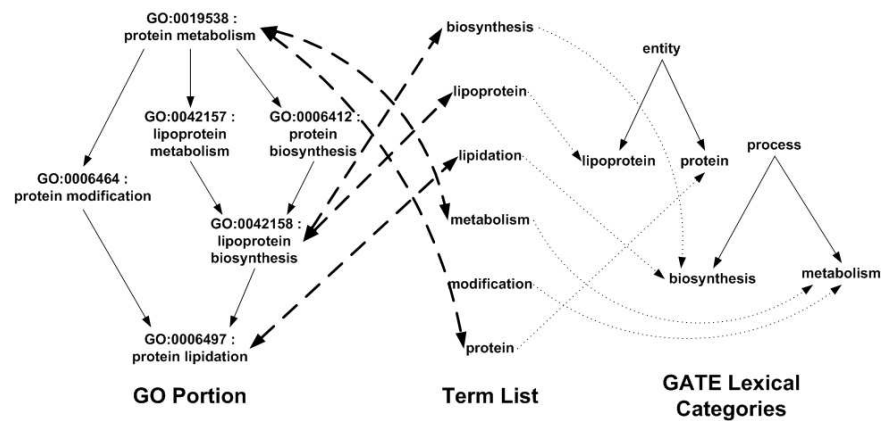 GO:0019538 :
protein metabolism
GO:0042157 :
lipoprotein
metabolism
GO:0006412 :
protein
biosynthesis
GO:0006464 :
protein modification
GO:0042158 :
lipoprotein
biosynthesis
GO:0006497 :
protein lipidation
GO Portion
biosynthesis
lipoprotein
lipidation
metabolism
modification
protein
Term List
entity
lipoprotein
protein
process
biosynthesis
metabolism
GATE Lexical
Categories